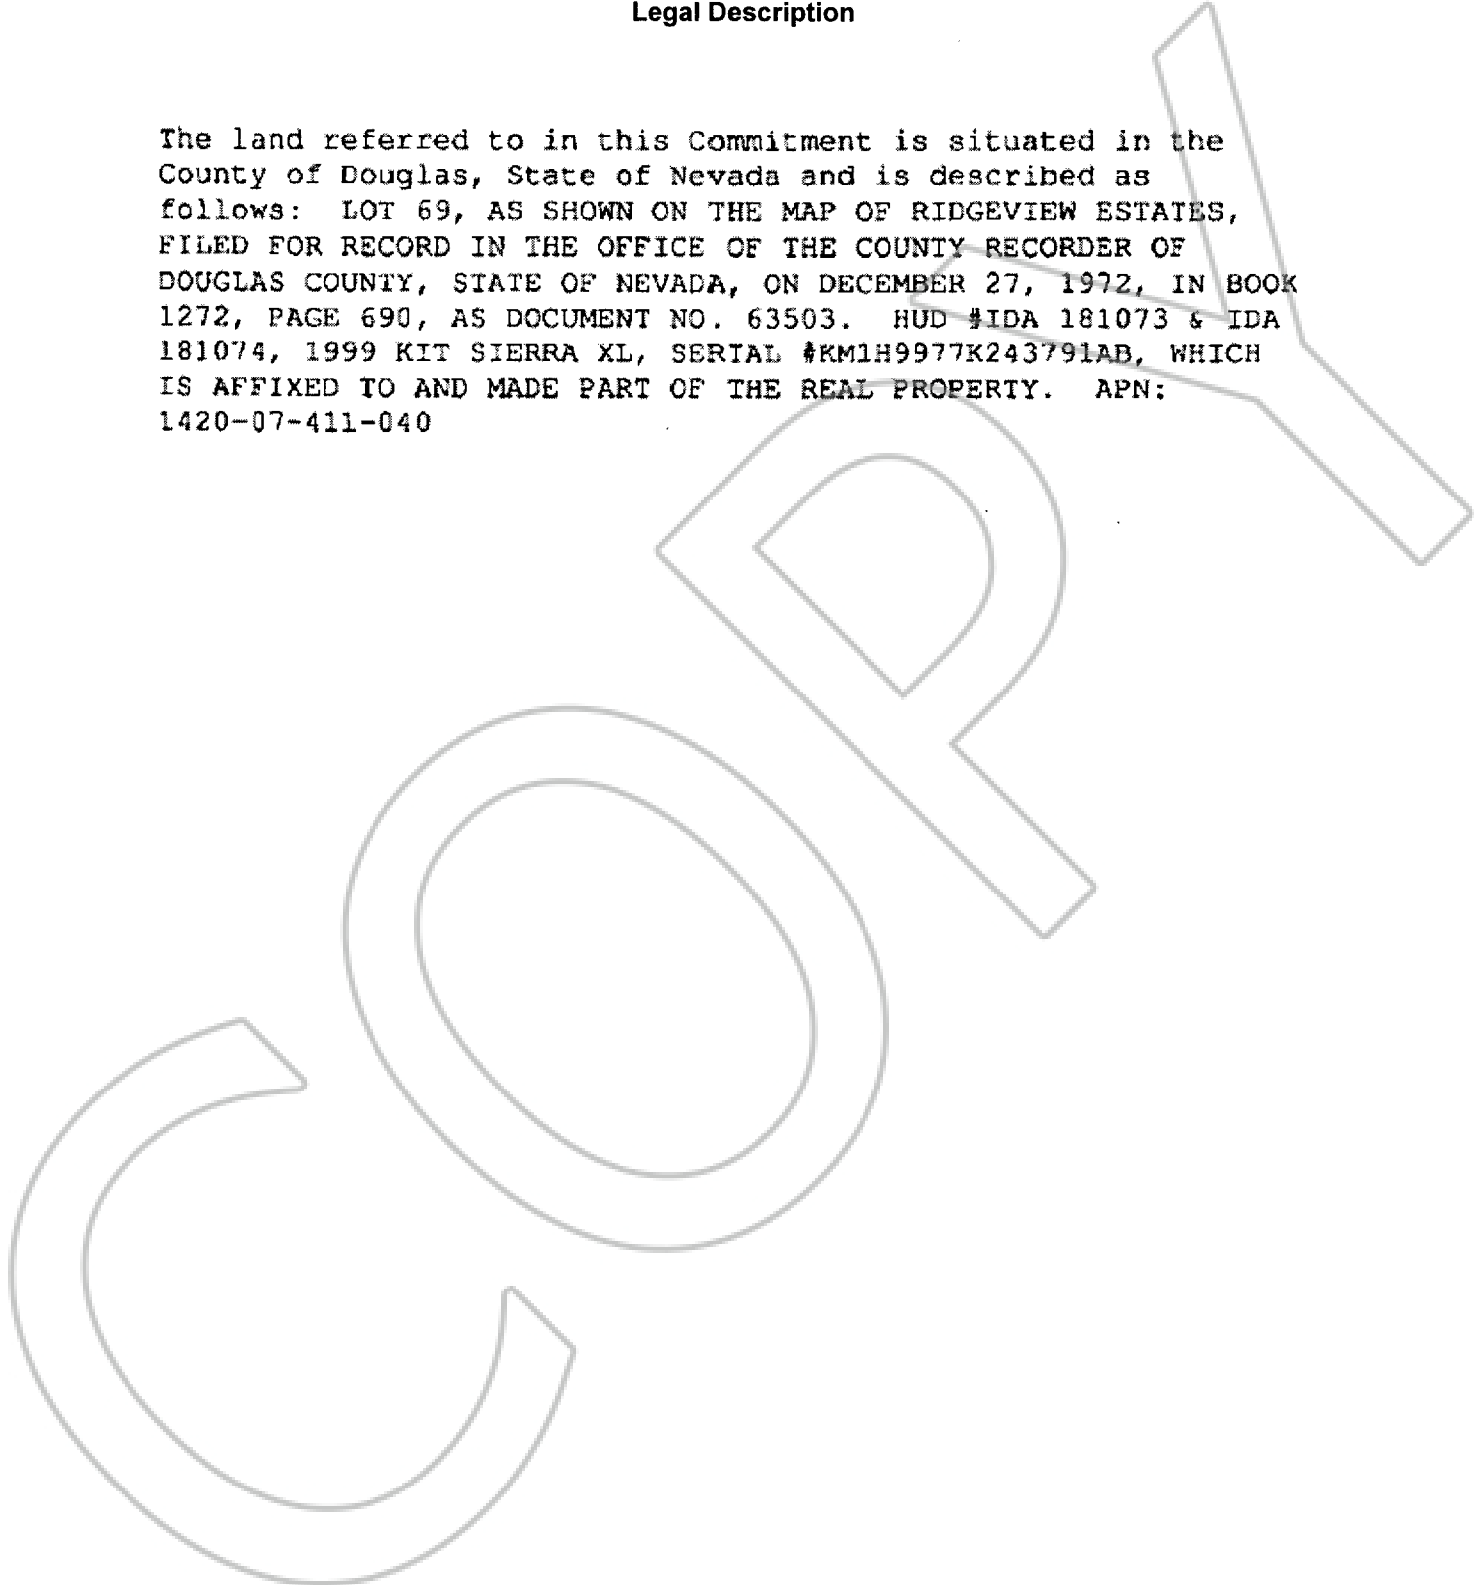 Legal Description
The land referred to in this Commitment is situated in the
County of Douglas, State of Nevada and is described as
follows:  LOT 69, AS SHOWN ON THE MAP OF RIDGEVIEW ESTATES,
FILED FOR RECORD IN THE OFFICE OF THE COUNTY RECORDER OF
DOUGLAS COUNTY, STATE OF NEVADA, ON DECEMBER 27, 1972, IN BOOK
1272, PAGE 690, AS DOCUMENT NO. 63503.  HUD #IDA 181073 & IDA
181074, 1999 KIT SIERRA XL, SERIAL #KM1H9977K243791AB, WHICH
IS AFFIXED TO AND MADE PART OF THE REAL PROPERTY.  APN:
1420-07-411-040
COPY